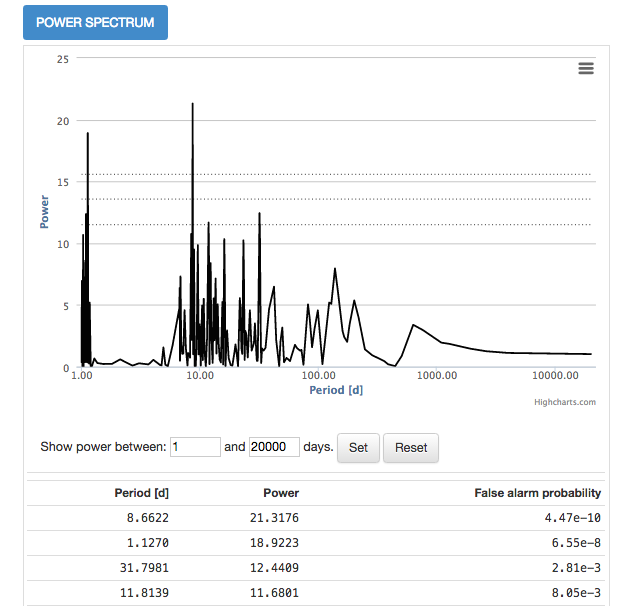 POWER SPECTRUM
25
20
15
10
5
0
Power
1.00 10.00 100.00 1000.00 10000.00
Period [d]
Highcharts.com
Show power between: 1 and 20000 days. Set Reset
Period [d] Power False alarm probability
8.6622 21.3176 4.47e-10
1.1270 18.9223 6.55e-8
31.7981 12.4409 2.81e-3
11.8139 11.6801 8.05e-3